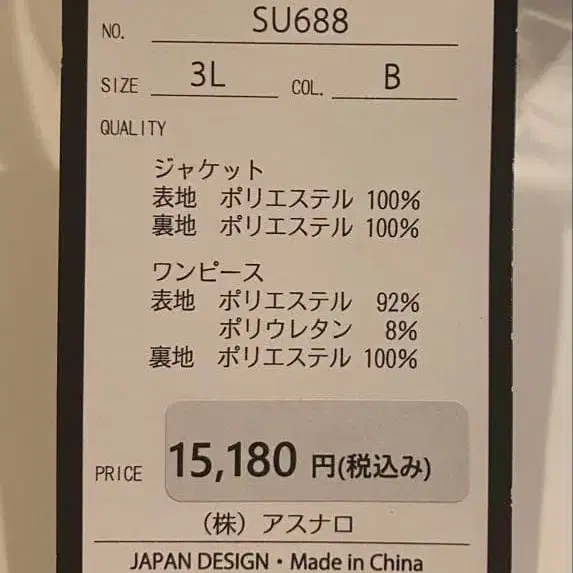 NO. SU688
SIZE 3L COL. B
QUALITY
ジャケット
表地 ポリエステル 100%
裏地 ポリエステル 100%
ワンピース
表地 ポリエステル 92%
ポリウレタン 8%
裏地 ポリエステル 100%
PRICE 15,180 円(税込み)
(株) アスナロ
JAPAN DESIGN・Made in China